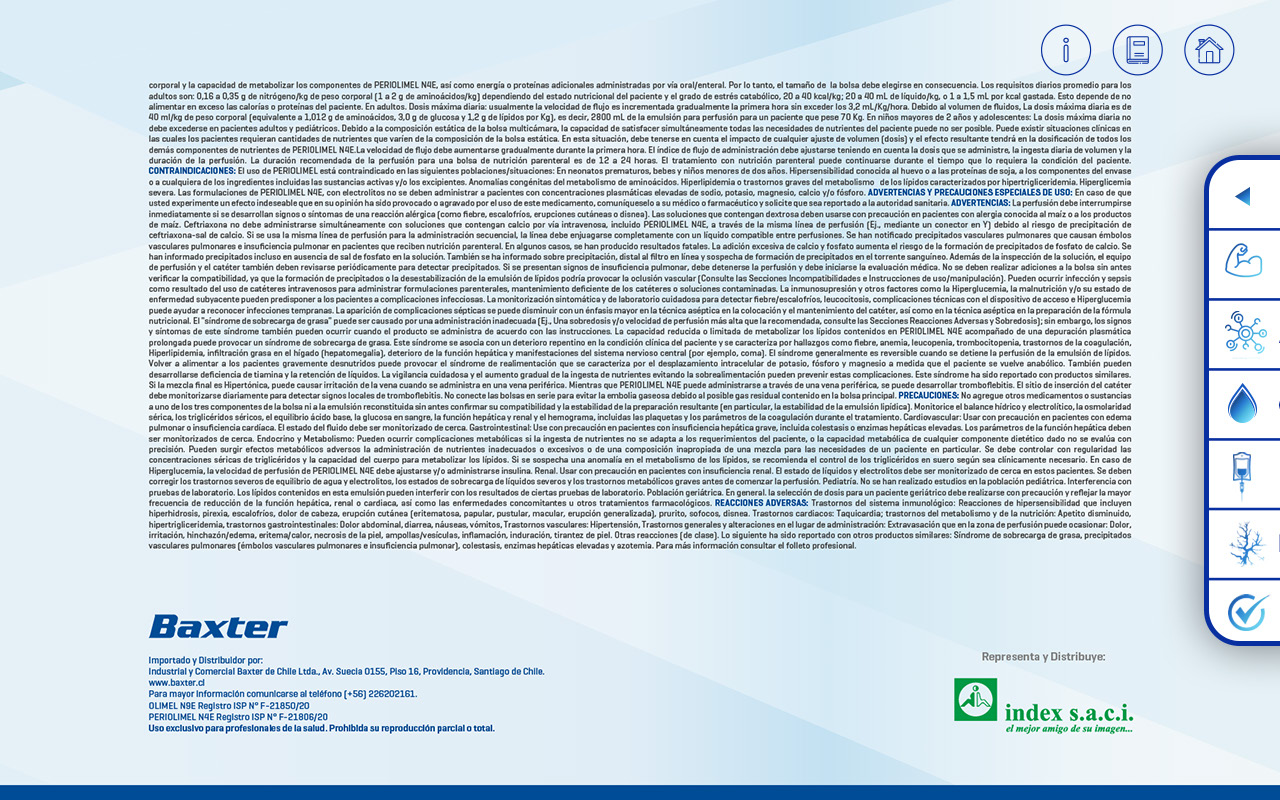 corporal y la capacidad de metabolizar los componentes de PERIOLIMEL N4E, así como energía o proteínas adicionales administradas por vía oral/enteral. Por lo tanto, el tamaño de la bolsa debe elegirse en consecuencia. Los requisitos diarios promedio para los
adultos son: 0,16 a 0,35 g de nitrógeno/kg de peso corporal (1 a 2 g de aminoácidos/kg) dependiendo del estado nutricional del paciente y el grado de estrés catabólico, 20 a 40 kcal/kg; 20 a 40 mL de líquido/kg, o 1 a 1,5 mL por kcal gastada. Esto depende de no
alimentar en exceso las calorías o proteínas del paciente. En adultos. Dosis máxima diaria: usualmente la velocidad de flujo es incrementada gradualmente la primera hora sin exceder los 3,2 mL/Kg/hora. Debido al volumen de fluidos, La dosis máxima diaria es de
40 ml/kg de peso corporal (equivalente a 1,012 g de aminoácidos, 3,0 g de glucosa y 1,2 g de lípidos por Kg), es decir, 2800 mL de la emulsión para perfusión para un paciente que pese 70 Kg. En niños mayores de 2 años y adolescentes: La dosis máxima diaria no
debe excederse en pacientes adultos y pediátricos. Debido a la composición estática de la bolsa multicámara, la capacidad de satisfacer simultáneamente todas las necesidades de nutrientes del paciente puede no ser posible. Puede existir situaciones clínicas en
las cuales los pacientes requieran cantidades de nutrientes que varíen de la composición de la bolsa estática. En esta situación, debe tenerse en cuenta el impacto de cualquier ajuste de volumen (dosis) y el efecto resultante tendrá en la dosificación de todos los
demás componentes de nutrientes de PERIOLIMEL N4E.La velocidad de flujo debe aumentarse gradualmente durante la primera hora. El índice de flujo de administración debe ajustarse teniendo en cuenta la dosis que se administre, la ingesta diaria de volumen y la
duración de la perfusión. La duración recomendada de la perfusión para una bolsa de nutrición parenteral es de 12 a 24 horas. El tratamiento con nutrición parenteral puede continuarse durante el tiempo que lo requiera la condición del paciente.
CONTRAINDICACIONES: El uso de PERIOLIMEL está contraindicado en las siguientes poblaciones/situaciones: En neonatos prematuros, bebes y niños menores de dos años. Hipersensibilidad conocida al huevo o a las proteínas de soja, a los componentes del envase
o a cualquiera de los ingredientes incluidas las sustancias activas y/o los excipientes. Anomalías congénitas del metabolismo de aminoácidos. Hiperlipidemia o trastornos graves del metabolismo de los lípidos caracterizados por hipertrigliceridemia. Hiperglicemia
severa. Las formulaciones de PERIOLIMEL N4E, con electrolitos no se deben administrar a pacientes con concentraciones plasmáticas elevadas de sodio, potasio, magnesio, calcio y/o fósforo. ADVERTENCIAS Y PRECAUCIONES ESPECIALES DE USO: En caso de que
usted experimente un efecto indeseable que en su opinión ha sido provocado o agravado por el uso de este medicamento, comuníqueselo a su médico o farmacéutico y solicite que sea reportado a la autoridad sanitaria. ADVERTENCIAS: La perfusión debe interrumpirse
inmediatamente si se desarrollan signos o síntomas de una reacción alérgica (como fiebre, escalofríos, erupciones cutáneas o disnea). Las soluciones que contengan dextrosa deben usarse con precaución en pacientes con alergia conocida al maíz o a los productos
de maíz. Ceftriaxona no debe administrarse simultáneamente con soluciones que contengan calcio por vía intravenosa, incluido PERIOLIMEL N4E, a través de la misma línea de perfusión (Ej., mediante un conector en Y) debido al riesgo de precipitación de
ceftriaxona-sal de calcio. Si se usa la misma línea de perfusión para la administración secuencial, la línea debe enjuagarse completamente con un líquido compatible entre perfusiones. Se han notificado precipitados vasculares pulmonares que causan émbolos
vasculares pulmonares e insuficiencia pulmonar en pacientes que reciben nutrición parenteral. En algunos casos, se han producido resultados fatales. La adición excesiva de calcio y fosfato aumenta el riesgo de la formación de precipitados de fosfato de calcio. Se
han informado precipitados incluso en ausencia de sal de fosfato en la solución. También se ha informado sobre precipitación, distal al filtro en línea y sospecha de formación de precipitados en el torrente sanguíneo. Además de la inspección de la solución, el equipo
de perfusión y el catéter también deben revisarse periódicamente para detectar precipitados. Si se presentan signos de insuficiencia pulmonar, debe detenerse la perfusión y debe iniciarse la evaluación médica. No se deben realizar adiciones a la bolsa sin antes
verificar la compatibilidad, ya que la formación de precipitados o la desestabilización de la emulsión de lípidos podría provocar la oclusión vascular (Consulte las Secciones Incompatibilidades e Instrucciones de uso/manipulación). Pueden ocurrir infección y sepsis
como resultado del uso de catéteres intravenosos para administrar formulaciones parenterales, mantenimiento deficiente de los catéteres o soluciones contaminadas. La inmunosupresión y otros factores como la Hiperglucemia, la malnutrición y/o su estado de
enfermedad subyacente pueden predisponer a los pacientes a complicaciones infecciosas. La monitorización sintomática y de laboratorio cuidadosa para detectar fiebre/escalofríos, leucocitosis, complicaciones técnicas con el dispositivo de acceso e Hiperglucemia
puede ayudar a reconocer infecciones tempranas. La aparición de complicaciones sépticas se puede disminuir con un énfasis mayor en la técnica aséptica en la colocación y el mantenimiento del catéter, así como en la técnica aséptica en la preparación de la fórmula
nutricional. El "síndrome de sobrecarga de grasa" puede ser causado por una administración inadecuada (Ej., Una sobredosis y/o velocidad de perfusión más alta que la recomendada, consulte las Secciones Reacciones Adversas y Sobredosis); sin embargo, los signos
y síntomas de este síndrome también pueden ocurrir cuando el producto se administra de acuerdo con las instrucciones. La capacidad reducida o limitada de metabolizar los lípidos contenidos en PERIOLIMEL N4E acompañado de una depuración plasmática
prolongada puede provocar un síndrome de sobrecarga de grasa. Este síndrome se asocia con un deterioro repentino en la condición clínica del paciente y se caracteriza por hallazgos como fiebre, anemia, leucopenia, trombocitopenia, trastornos de la coagulación,
Hiperlipidemia, infiltración grasa en el hígado (hepatomegalia), deterioro de la función hepática y manifestaciones del sistema nervioso central (por ejemplo, coma). El síndrome generalmente es reversible cuando se detiene la perfusión de la emulsión de lípidos.
Volver a alimentar a los pacientes gravemente desnutridos puede provocar el síndrome de realimentación que se caracteriza por el desplazamiento intracelular de potasio, fósforo y magnesio a medida que el paciente se vuelve anabólico. También pueden
desarrollarse deficiencia de tiamina y la retención de líquidos. La vigilancia cuidadosa y el aumento gradual de la ingesta de nutrientes evitando la sobrealimentación pueden prevenir estas complicaciones. Este síndrome ha sido reportado con productos similares.
Si la mezcla final es Hipertónica, puede causar irritación de la vena cuando se administra en una vena periférica. Mientras que PERIOLIMEL N4E puede administrarse a través de una vena periférica, se puede desarrollar tromboflebitis. El sitio de inserción del catéter
debe monitorizarse diariamente para detectar signos locales de tromboflebitis. No conecte las bolsas en serie para evitar la embolia gaseosa debido al posible gas residual contenido en la bolsa principal. PRECAUCIONES: No agregue otros medicamentos o sustancias
a uno de los tres componentes de la bolsa ni a la emulsión reconstituida sin antes confirmar su compatibilidad y la estabilidad de la preparación resultante (en particular, la estabilidad de la emulsión lipídica). Monitorice el balance hídrico y electrolítico, la osmolaridad
sérica, los triglicéridos séricos, el equilibrio ácido base, la glucosa en sangre, la función hepática y renal y el hemograma, incluidas las plaquetas y los parámetros de la coagulación durante el tratamiento. Cardiovascular: Usar con precaución en pacientes con edema
pulmonar o insuficiencia cardíaca. El estado del fluido debe ser monitorizado de cerca. Gastrointestinal: Use con precaución en pacientes con insuficiencia hepática grave, incluida colestasis o enzimas hepáticas elevadas. Los parámetros de la función hepática deben
ser monitorizados de cerca. Endocrino y Metabolismo: Pueden ocurrir complicaciones metabólicas si la ingesta de nutrientes no se adapta a los requerimientos del paciente, o la capacidad metabólica de cualquier componente dietético dado no se evalúa con
precisión. Pueden surgir efectos metabólicos adversos la administración de nutrientes inadecuados o excesivos o de una composición inapropiada de una mezcla para las necesidades de un paciente en particular. Se debe controlar con regularidad las
concentraciones séricas de triglicéridos y la capacidad del cuerpo para metabolizar los lípidos. Si se sospecha una anomalía en el metabolismo de los lípidos, se recomienda el control de los triglicéridos en suero según sea clínicamente necesario. En caso de
Hiperglucemia, la velocidad de perfusión de PERIOLIMEL N4E debe ajustarse y/o administrarse insulina. Renal. Usar con precaución en pacientes con insuficiencia renal. El estado de líquidos y electrolitos debe ser monitorizado de cerca en estos pacientes. Se deben
corregir los trastornos severos de equilibrio de agua y electrolitos, los estados de sobrecarga de líquidos severos y los trastornos metabólicos graves antes de comenzar la perfusión. Pediatría. No se han realizado estudios en la población pediátrica. Interferencia con
pruebas de laboratorio. Los lípidos contenidos en esta emulsión pueden interferir con los resultados de ciertas pruebas de laboratorio. Población geriátrica. En general. la selección de dosis para un paciente geriátrico debe realizarse con precaución y reflejar la mayor
frecuencia de reducción de la función hepática, renal o cardiaca, así como las enfermedades concomitantes u otros tratamientos farmacológicos. REACCIONES ADVERSAS: Trastornos del sistema inmunológico: Reacciones de hipersensibilidad que incluyen
hiperhidrosis, pirexia, escalofríos, dolor de cabeza, erupción cutánea (eritematosa, papular, pustular, macular, erupción generalizada), prurito, sofocos, disnea. Trastornos cardiacos: Taquicardia; trastornos del metabolismo y de la nutrición: Apetito disminuido,
hipertrigliceridemia, trastornos gastrointestinales: Dolor abdominal, diarrea, náuseas, vómitos, Trastornos vasculares: Hipertensión, Trastornos generales y alteraciones en el lugar de administración: Extravasación que en la zona de perfusión puede ocasionar: Dolor,
irritación, hinchazón/edema, eritema/calor, necrosis de la piel, ampollas/vesículas, inflamación, induración, tirantez de piel. Otras reacciones (de clase). Lo siguiente ha sido reportado con otros productos similares: Síndrome de sobrecarga de grasa, precipitados
vasculares pulmonares (émbolos vasculares pulmonares e insuficiencia pulmonar), colestasis, enzimas hepáticas elevadas y azotemia. Para más información consultar el folleto profesional.
Baxter
Importado y Distribuidor por:
Industrial y Comercial Baxter de Chile Ltda., Av. Suecia 0155, Piso 16, Providencia, Santiago de Chile.
www.baxter.cl
Para mayor información comunicarse al teléfono (+56) 226202161.
OLIMEL N9E Registro ISP N° F-21850/20
PERIOLIMEL N4E Registro ISP N° F-21806/20
Uso exclusivo para profesionales de la salud. Prohibida su reproducción parcial o total.
Representa y Distribuye:
index s.a.c.i.
el mejor amigo de su imagen...